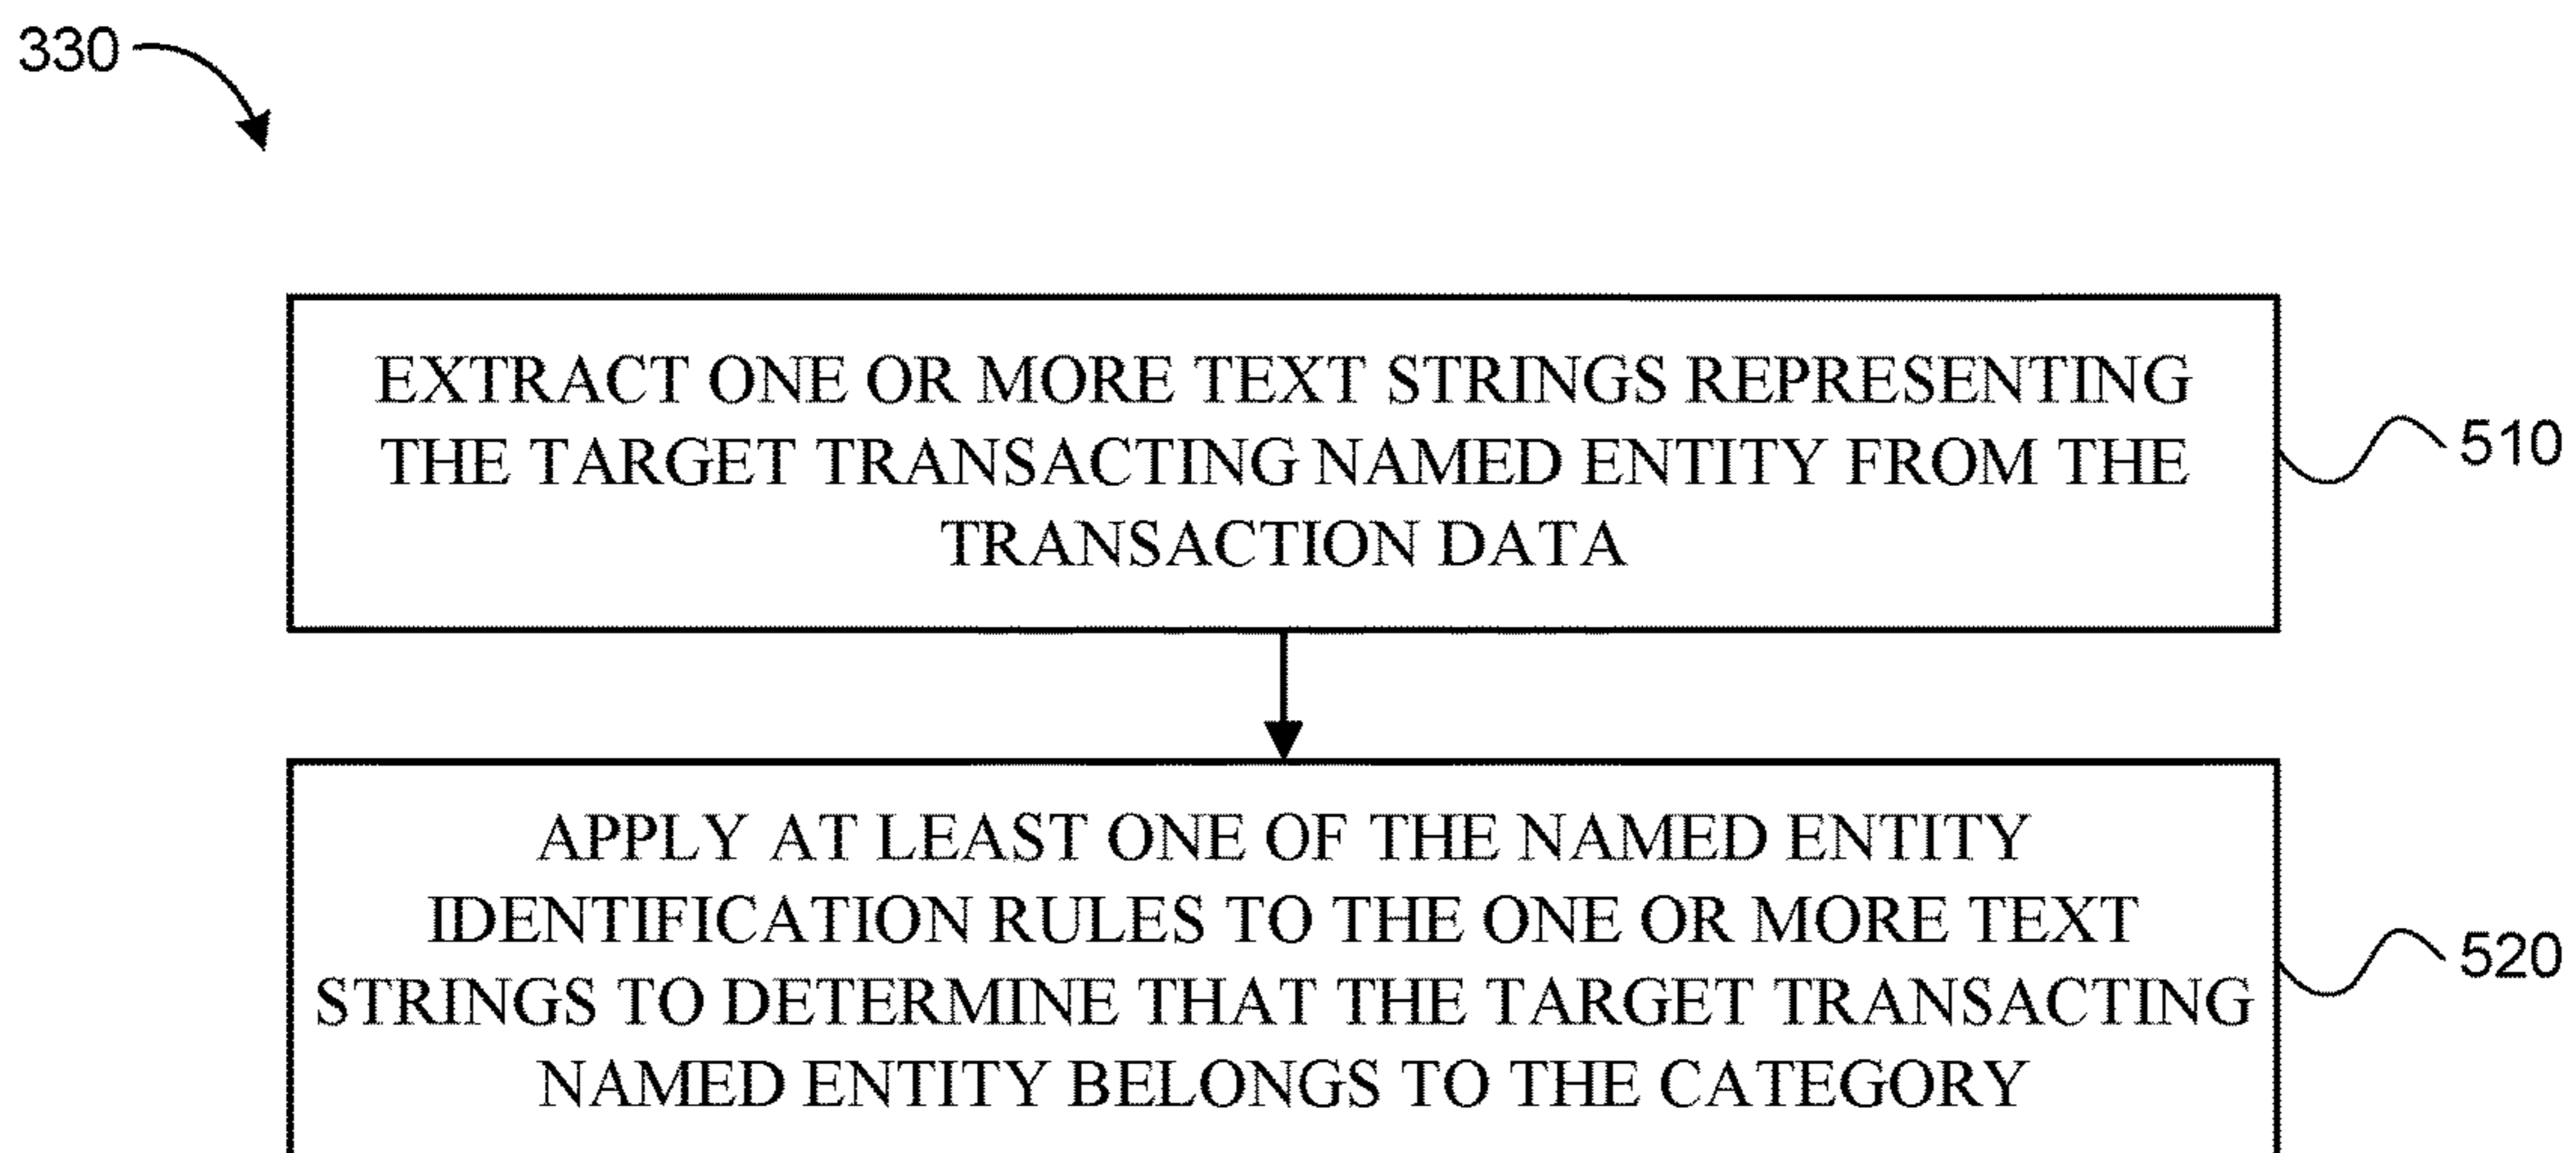 330
EXTRACT ONE OR MORE TEXT STRINGS REPRESENTING
THE TARGET TRANSACTING NAMED ENTITY FROM THE
TRANSACTION DATA
510
APPLY AT LEAST ONE OF THE NAMED ENTITY
IDENTIFICATION RULES TO THE ONE OR MORE TEXT
STRINGS TO DETERMINE THAT THE TARGET TRANSACTING
NAMED ENTITY BELONGS TO THE CATEGORY
520